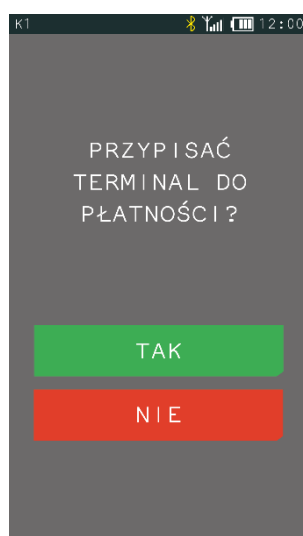 K1 12:00
PRZYPISAĆ
TERMINAL DO
PŁATNOŚCI?
TAK
NIE